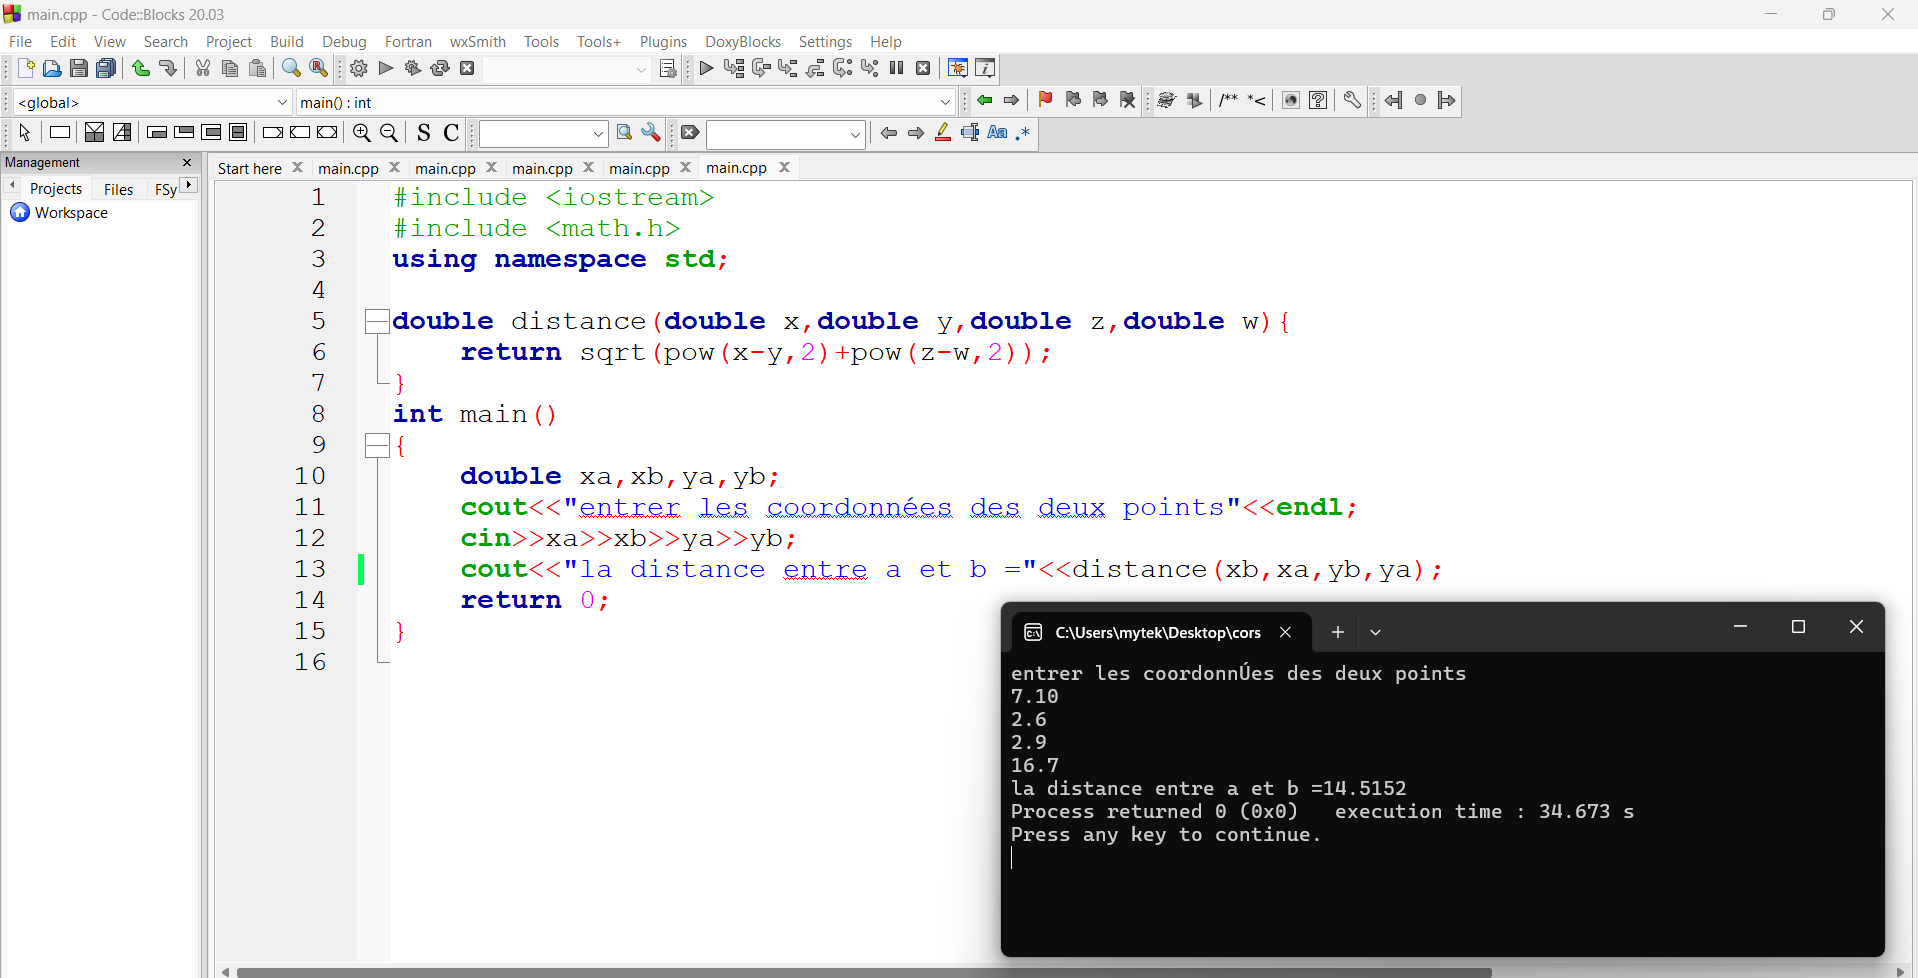 main.cpp - Code::Blocks 20.03
File Edit View Search Project Build Debug Fortran wxSmith Tools Tools+ Plugins DoxyBlocks Settings Help
<global> main() : int /** *<
S C Aa .*
Management
Start here main.cpp main.cpp main.cpp main.cpp main.cpp
Projects Files FSy
Workspace
1 #include <iostream>
2 #include <math.h>
3 using namespace std;
4
5 double distance(double x,double y,double z,double w){
6 return sqrt(pow(x-y,2)+pow(z-w,2));
7 }
8 int main()
9 {
10 double xa,xb,ya,yb;
11 cout<<"entrer les coordonnées des deux points"<<endl;
12 cin>>xa>>xb>>ya>>yb;
13 cout<<"la distance entre a et b ="<<distance(xb,xa,yb,ya);
14 return 0;
15 }
16
C:\Users\mytek\Desktop\cors
entrer les coordonnÚes des deux points
7.10
2.6
2.9
16.7
la distance entre a et b =14.5152
Process returned 0 (0x0)   execution time : 34.673 s
Press any key to continue.